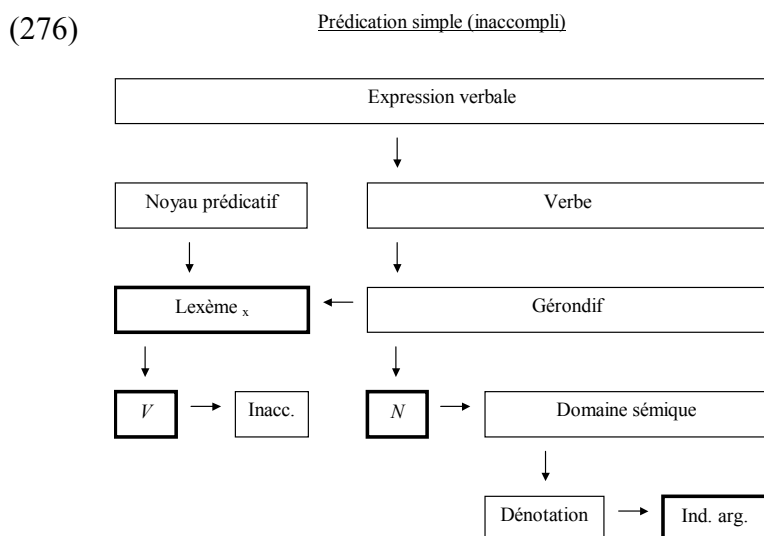 (276) Prédication simple (inaccompli)
Expression verbale
Noyau prédicatif Verbe
Lexème x Gérondif
V Inacc. N Domaine sémique
Dénotation Ind. arg.